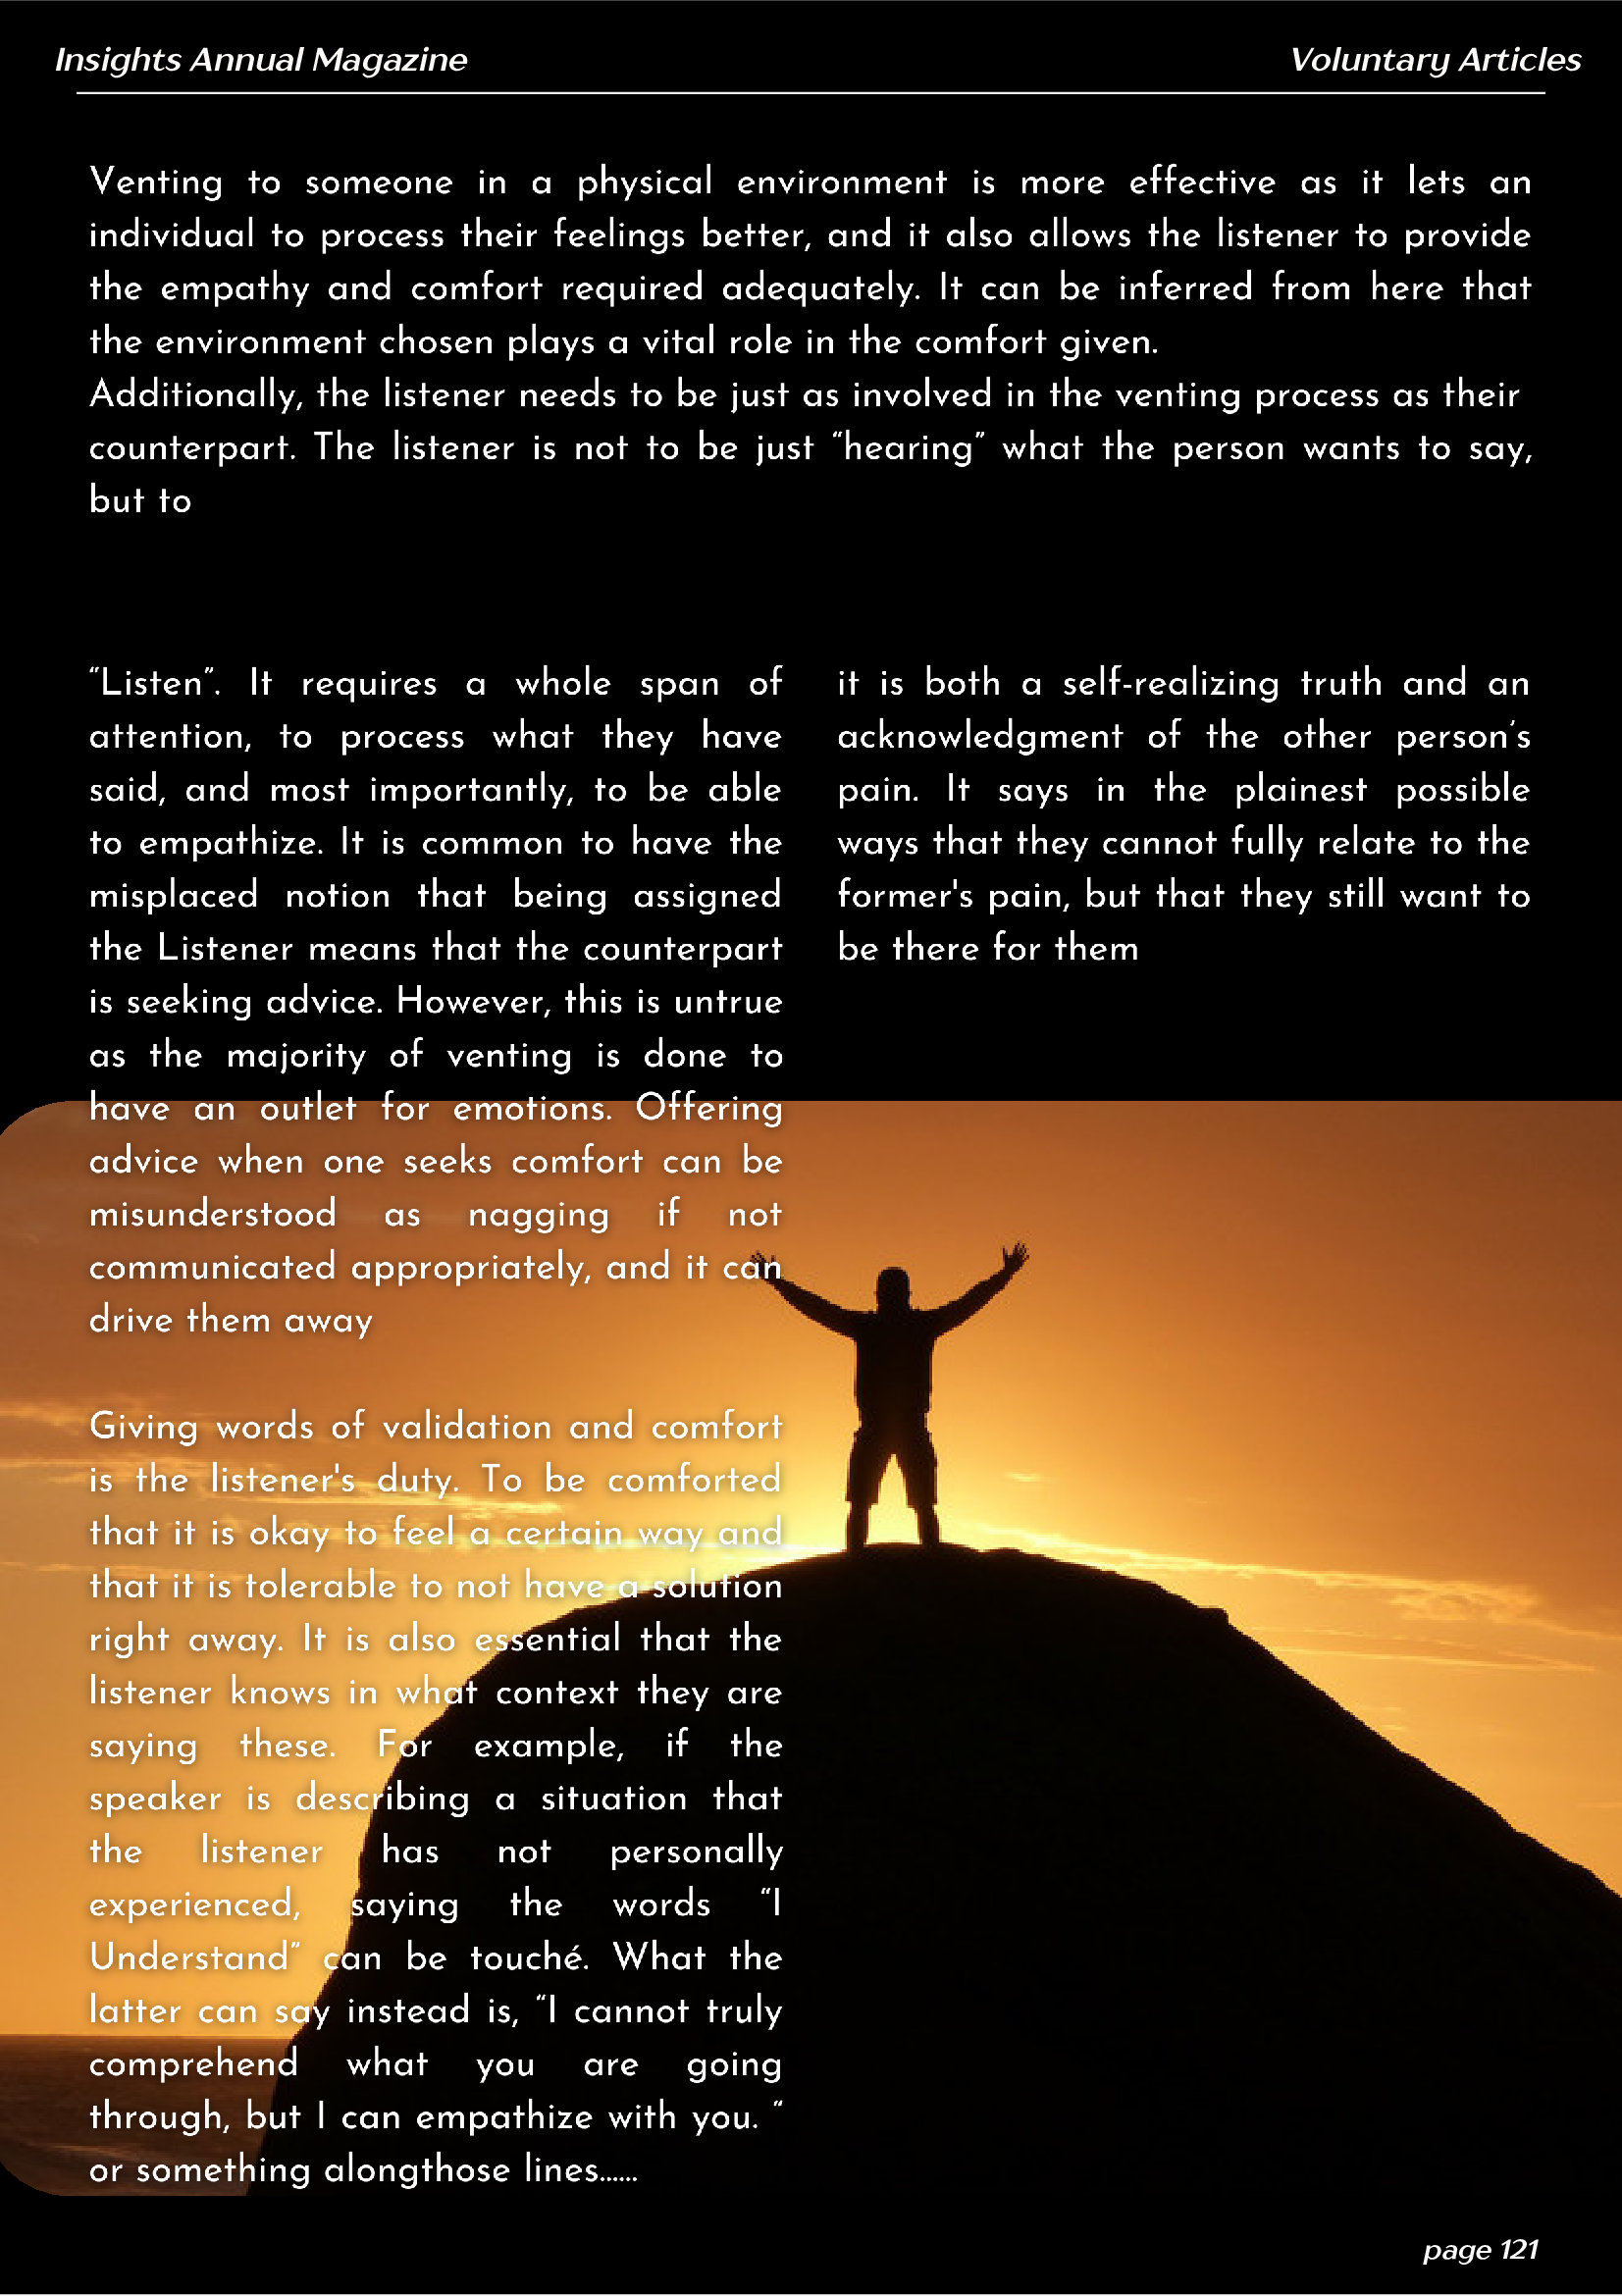 Insights Annual Magazine
Voluntary Articles
Venting to someone in a physical environment is more effective as it lets an
individual to process their feelings better, and it also allows the listener to provide
the empathy and comfort required adequately. It can be inferred from here that
the environment chosen plays a vital role in the comfort given.
Additionally, the listener needs to be just as involved in the venting process as their
counterpart. The listener is not to be just “hearing” what the person wants to say,
but to
“Listen”. It requires a whole span of
attention, to process what they have
said, and most importantly, to be able
to empathize. It is common to have the
misplaced notion that being assigned
the Listener means that the counterpart
is seeking advice. However, this is untrue
as the majority of venting is done to
have an outlet for emotions. Offering
advice when one seeks comfort can be
misunderstood as nagging if not
communicated appropriately, and it can
drive them away
Giving words of validation and comfort
is the listener's duty. To be comforted
that it is okay to feel a certain way and
that it is tolerable to not have a solution
right away. It is also essential that the
listener knows in what context they are
saying these. For example, if the
speaker is describing a situation that
the listener has not personally
experienced, saying the words “I
Understand” can be touché. What the
latter can say instead is, “I cannot truly
comprehend what you are going
through, but I can empathize with you. “
or something alongthose lines......
it is both a self-realizing truth and an
acknowledgment of the other person’s
pain. It says in the plainest possible
ways that they cannot fully relate to the
former's pain, but that they still want to
be there for them
page 121